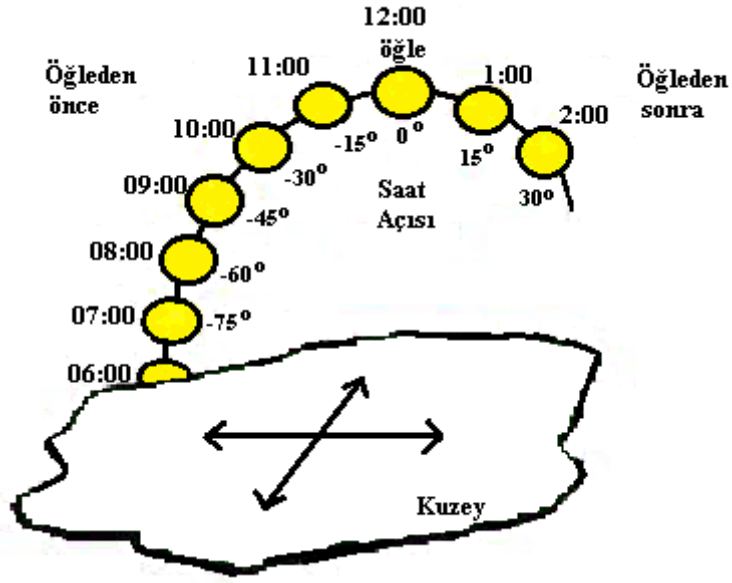 12:00
öğle
11:00
1:00
Öğleden
önce
Öğleden
sonra
10:00
2:00
-15°
0°
15°
-30°
30°
09:00
Saat
Açısı
-45°
08:00
-60°
07:00
-75°
06:00
Kuzey